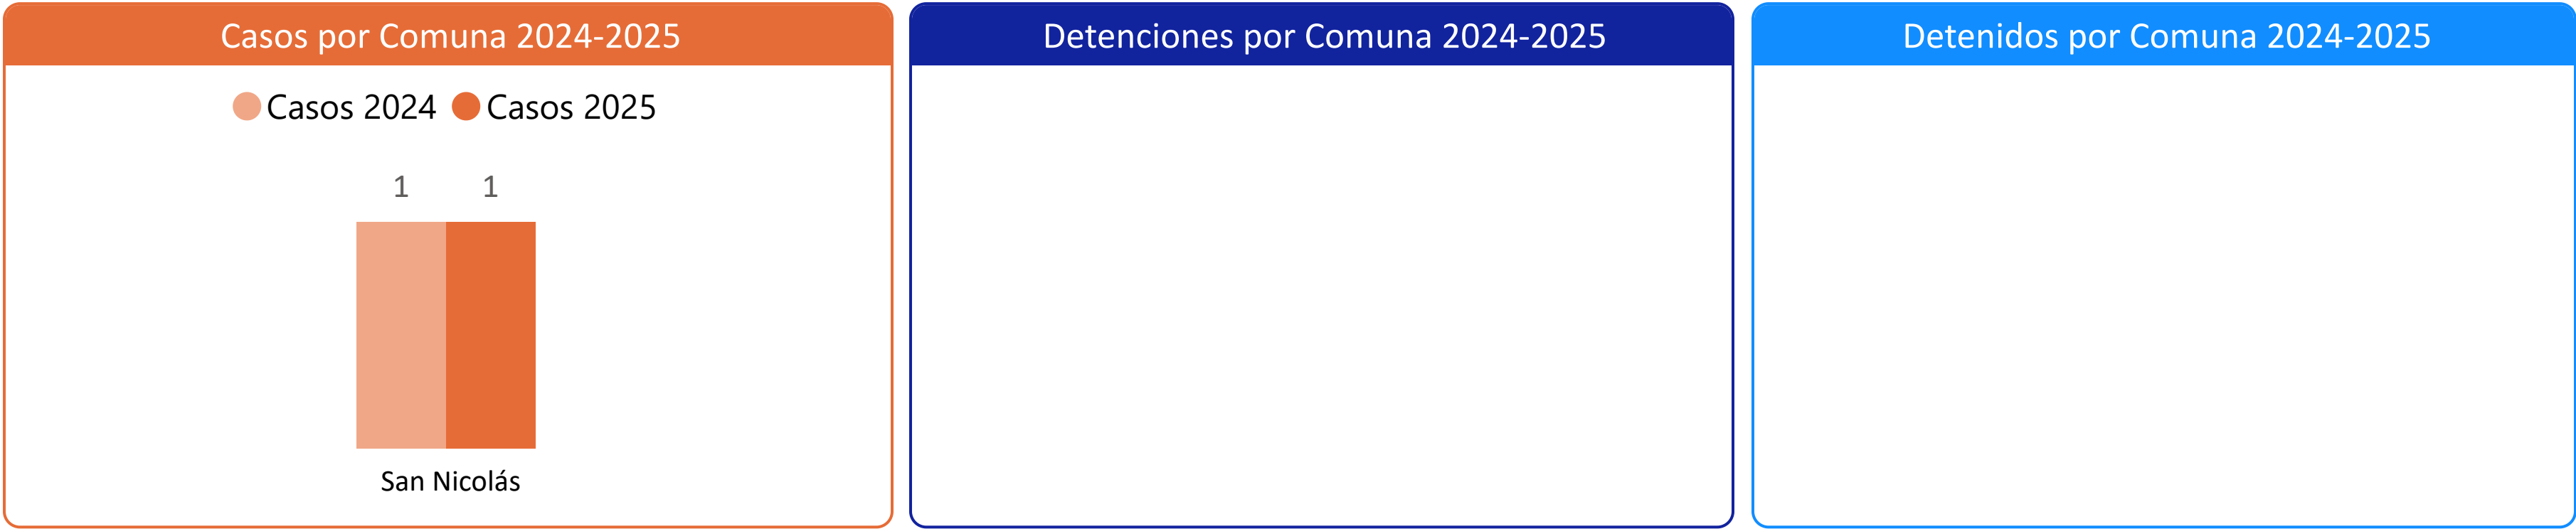 Casos por Comuna 2024-2025
Casos 2024 Casos 2025
1 1
San Nicolás
Detenciones por Comuna 2024-2025
Detenidos por Comuna 2024-2025